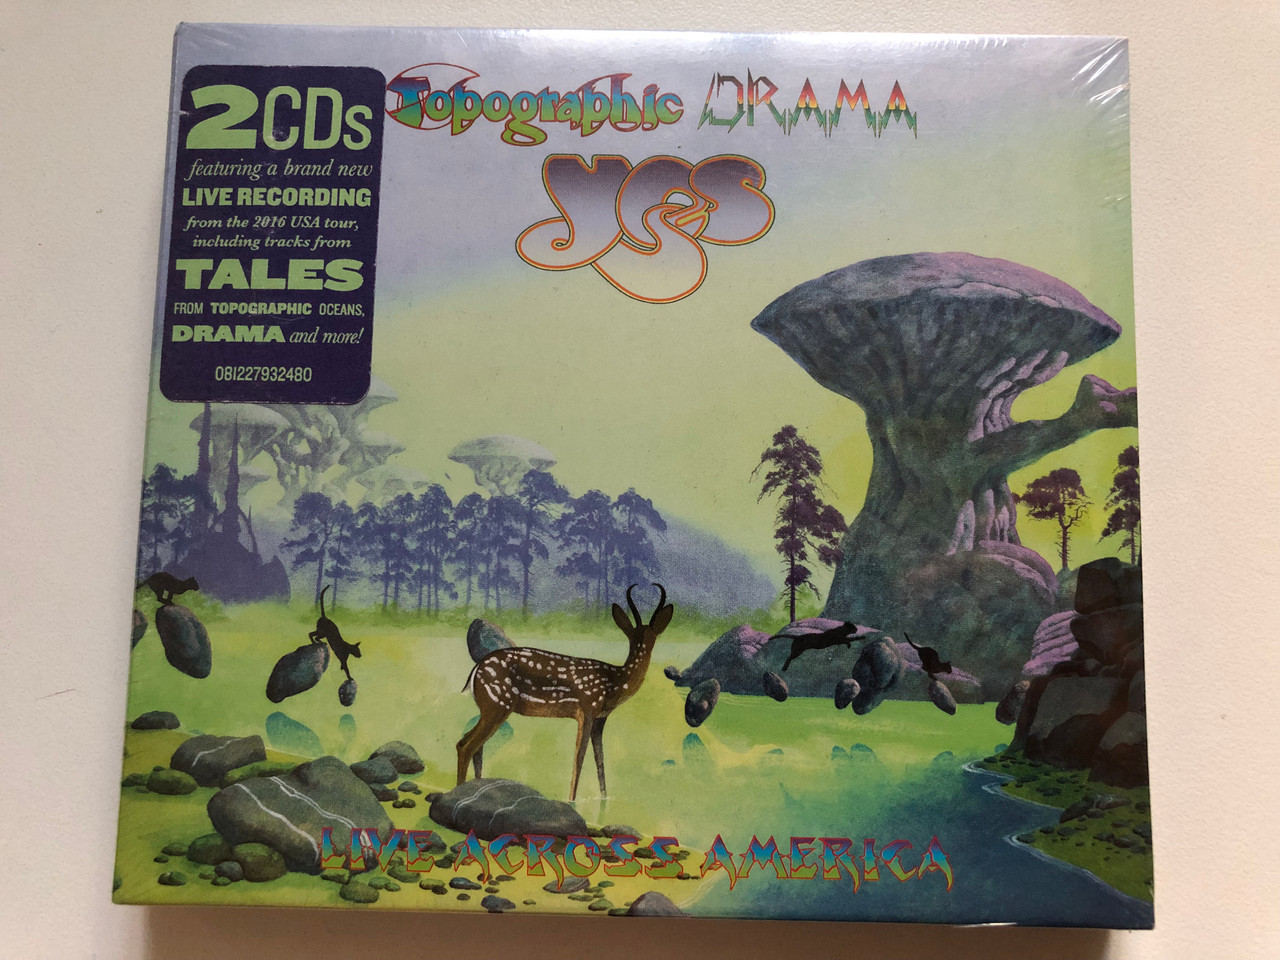 2CDs
featuring a brand new
LIVE RECORDING
from the 2016 USA tour,
including tracks from
TALES
FROM TOPOGRAPHIC OCEANS,
DRAMA and more!
081227932480
Topographic DRAMA
YES
LIVE ACROSS AMERICA